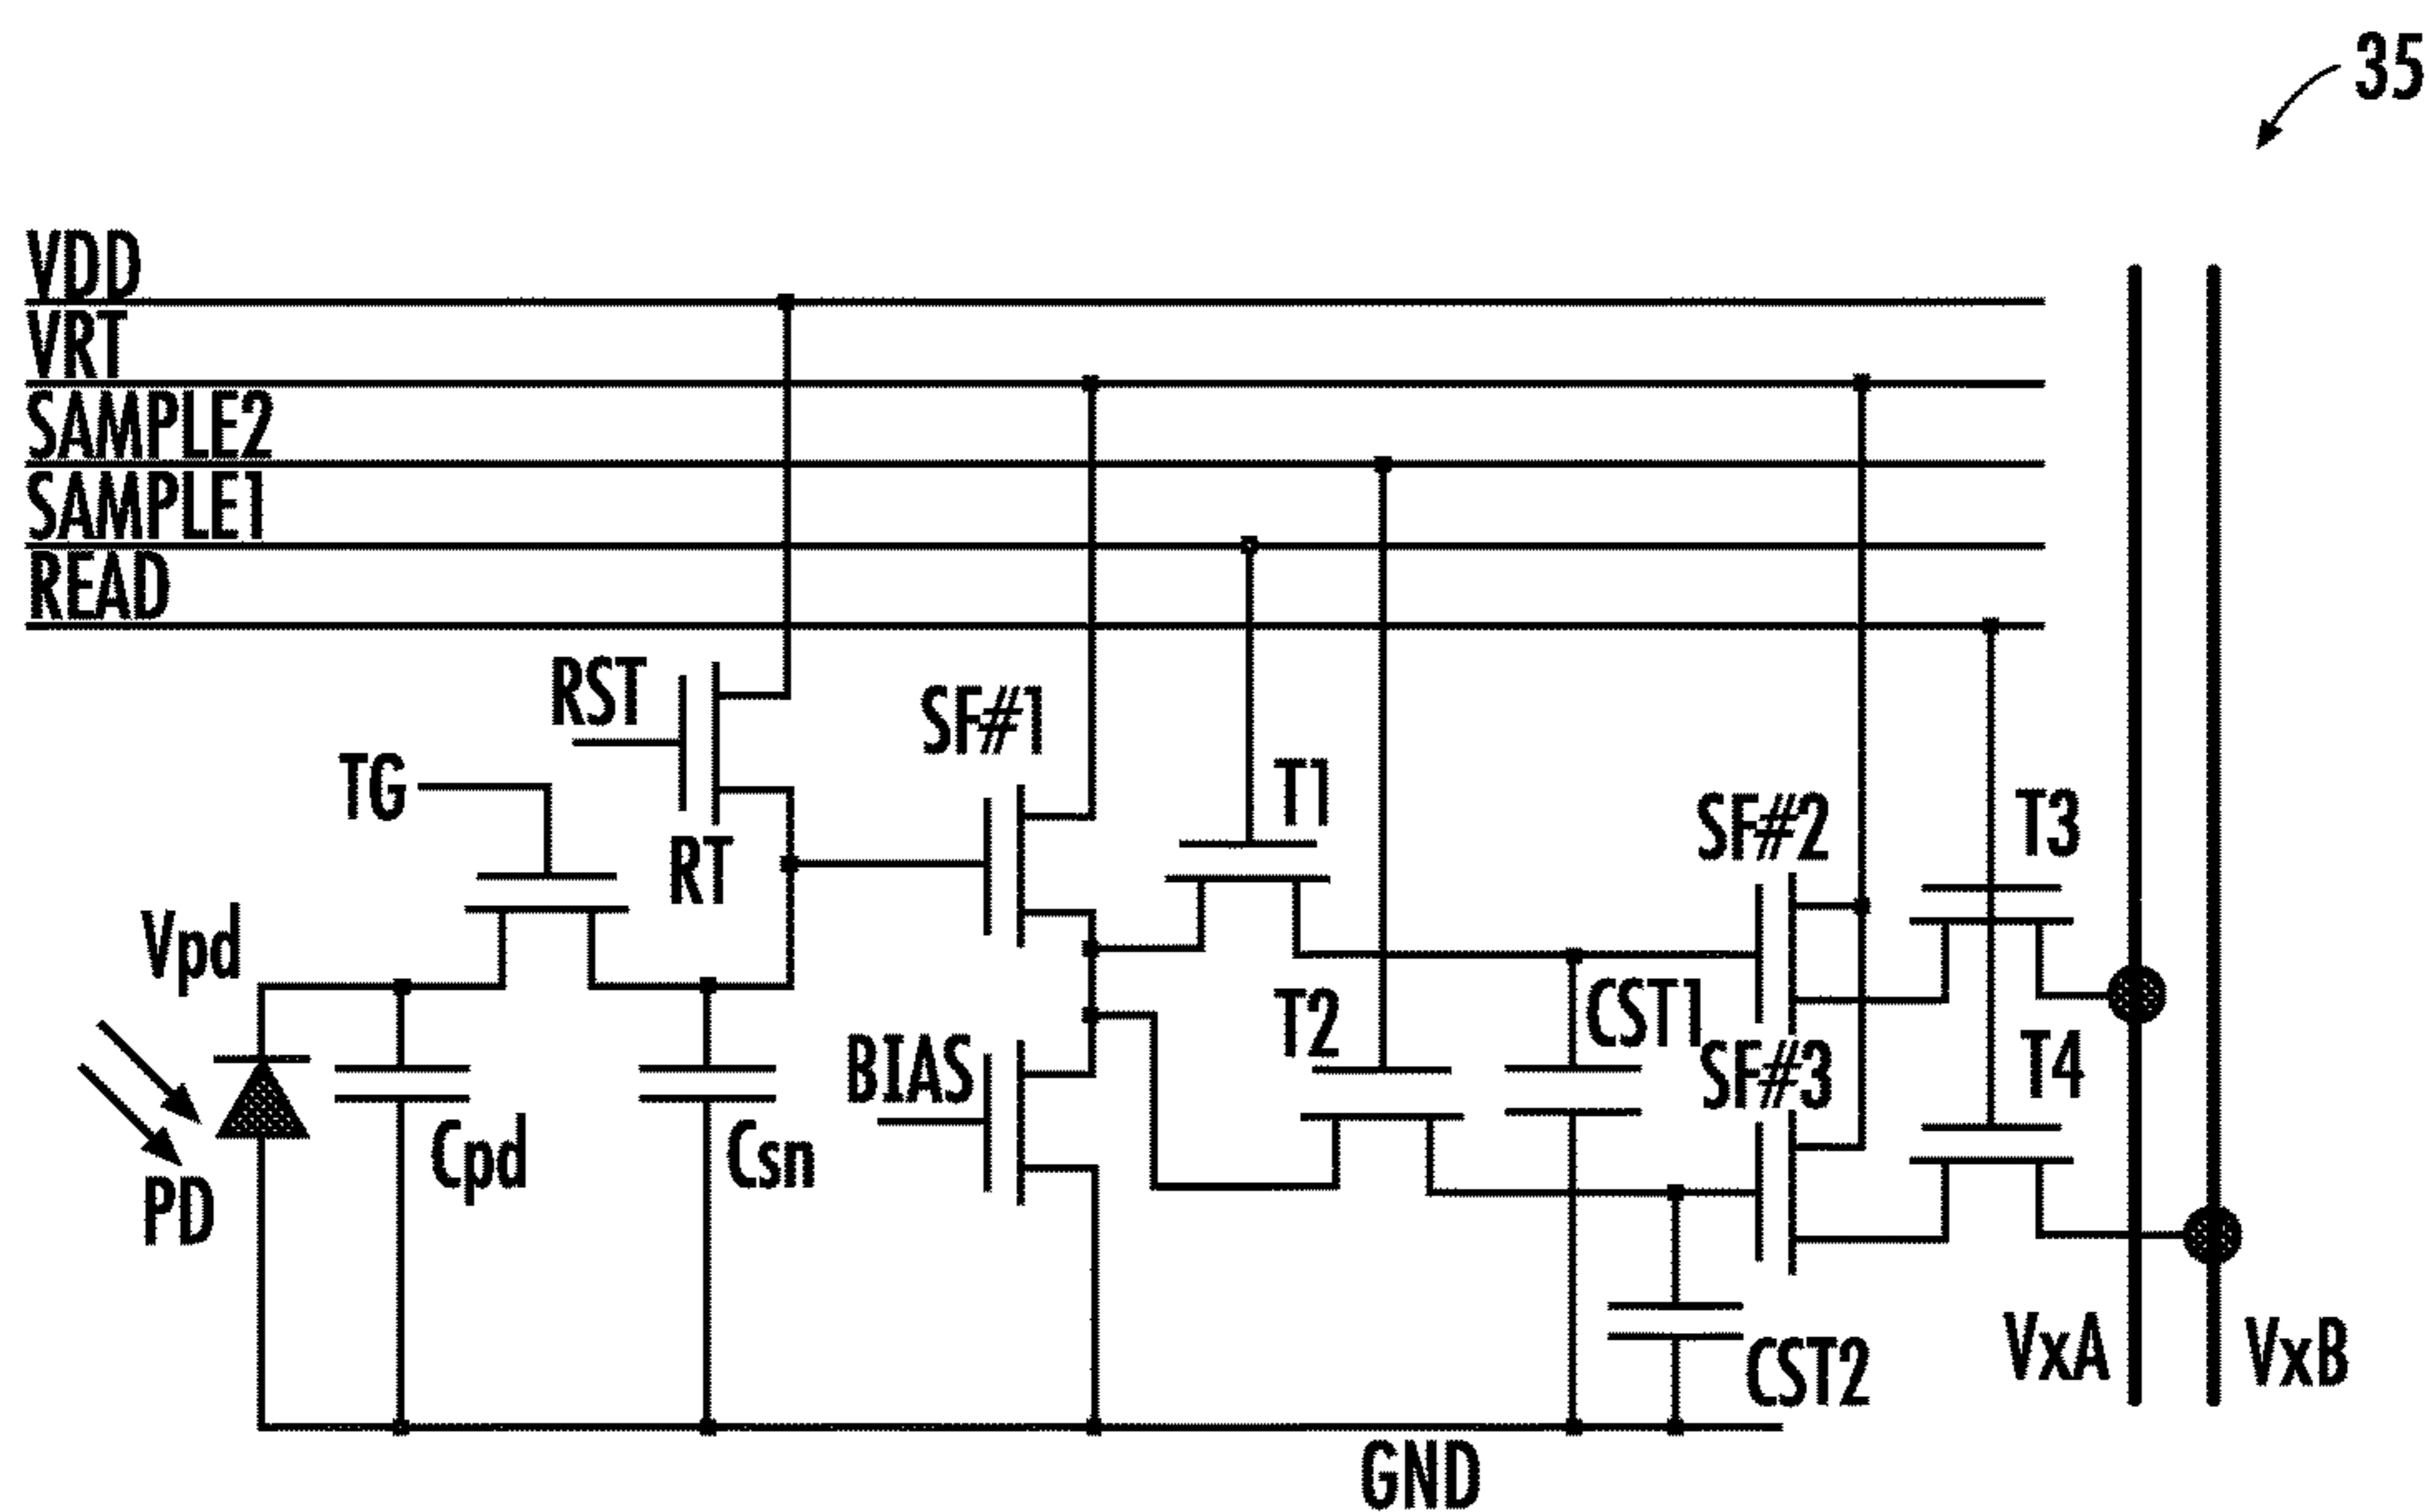 35
VDD
VRT
SAMPLE2
SAMPLE1
READ
RST
SF#1
TG
T1
SF#2
T3
RT
Vpd
CST1
T2
BIAS
SF#3
T4
Cpd
Csn
PD
VxA
VxB
CST2
GND